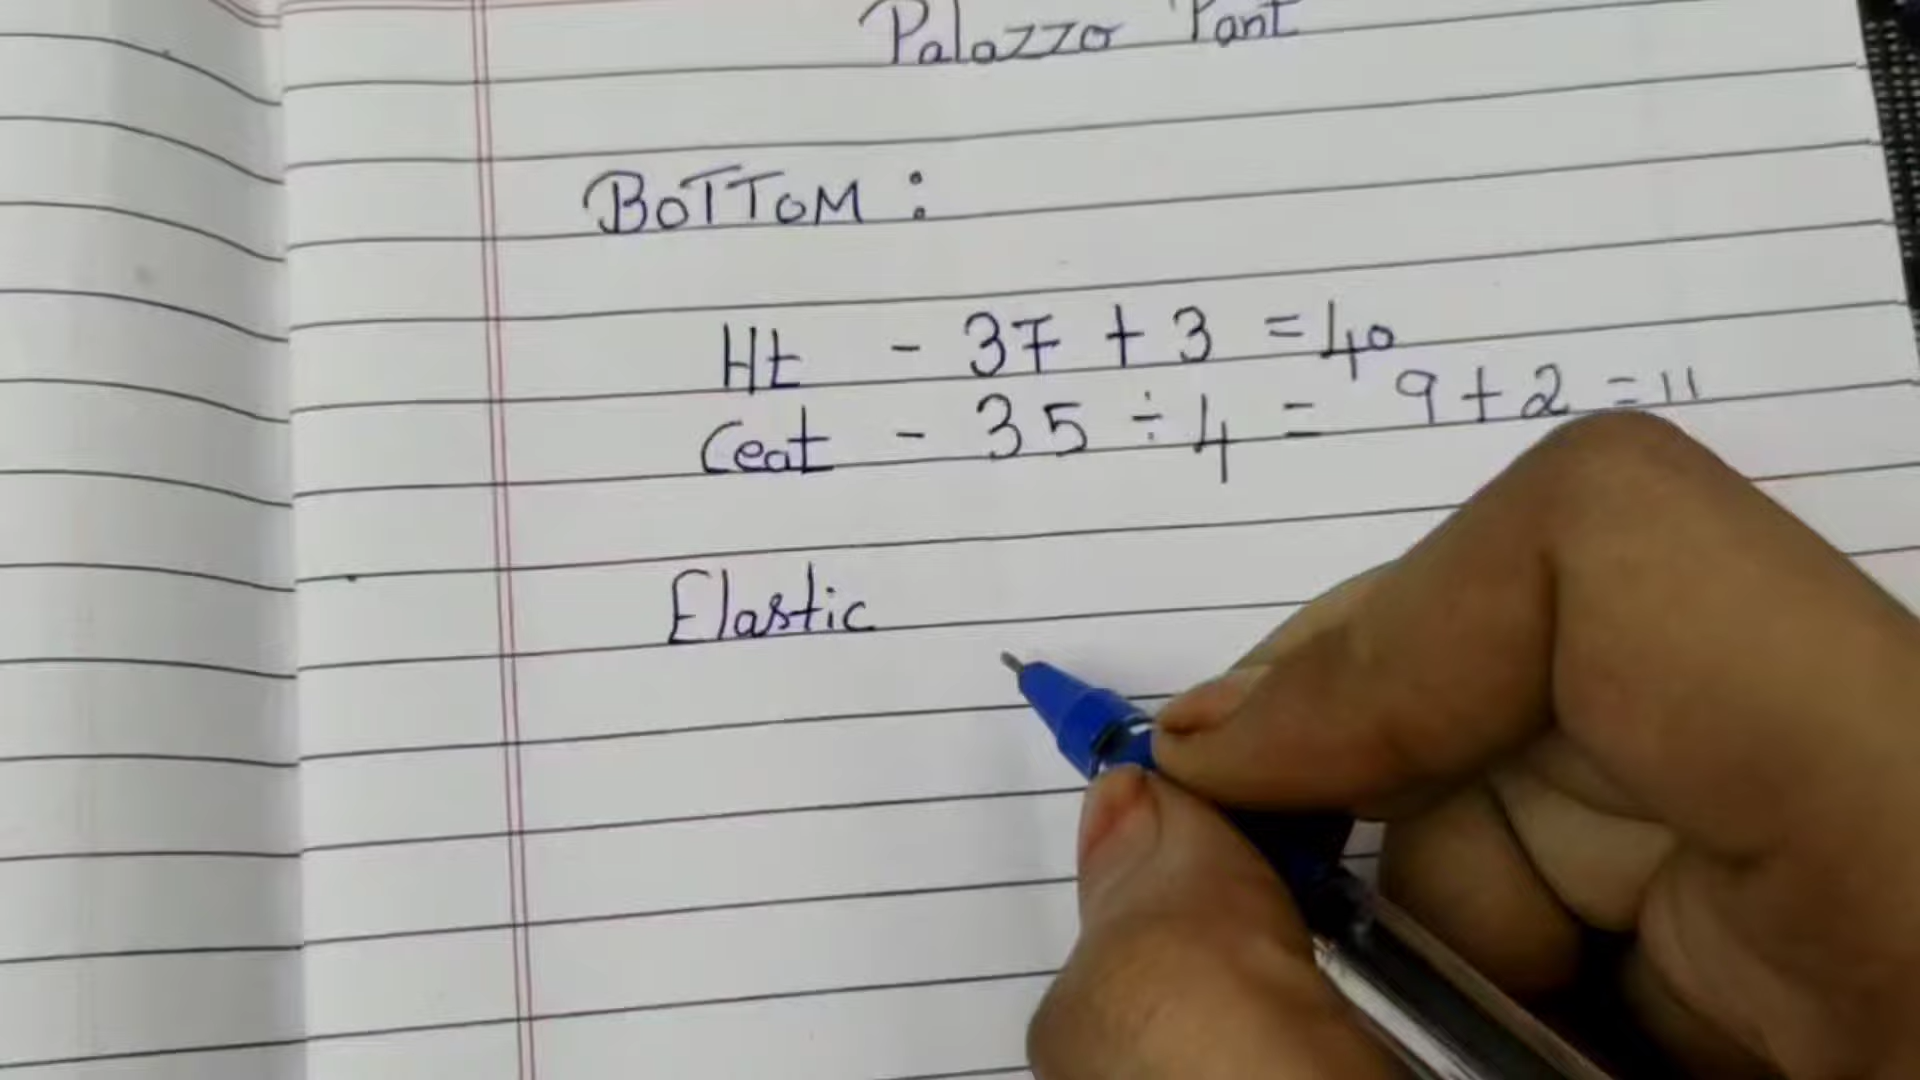 Palazzo Pant
BOTTOM :
Ht - 37 + 3 = 40
Ceat - 35 ÷ 4 = 9 + 2 = 11
Elastic